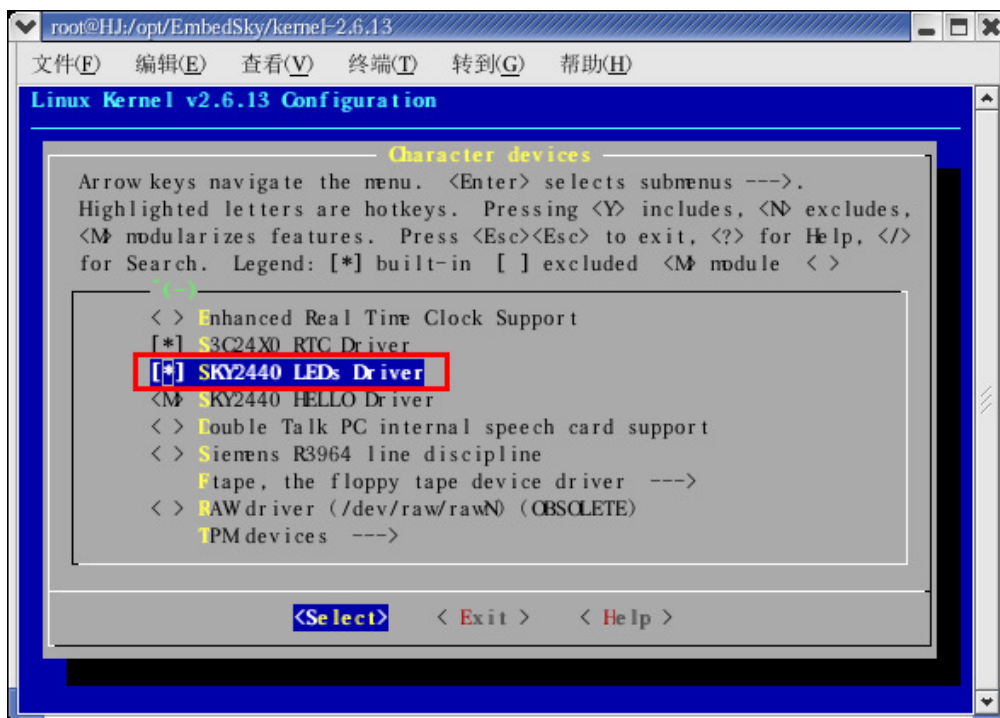 root@HJ:/opt/EmbedSky/kernel-2.6.13
文件(F) 编辑(E) 查看(V) 终端(T) 转到(G) 帮助(H)
Linux Kernel v2.6.13 Configuration
Character devices
Arrow keys navigate the menu. <Enter> selects submenus --->.
Highlighted letters are hotkeys. Pressing <Y> includes, <N> excludes,
<M> modularizes features. Press <Esc><Esc> to exit, <?> for Help, </>
for Search. Legend: [*] built-in [ ] excluded <M> module < >
^(-)
< > Enhanced Real Time Clock Support
[*] S3C24X0 RTC Driver
[*] SKY2440 LEDs Driver
<M> SKY2440 HELLO Driver
< > Double Talk PC internal speech card support
< > Siemens R3964 line discipline
Ftape, the floppy tape device driver --->
< > RAW driver (/dev/raw/rawN) (OBSOLETE)
TPM devices --->
<Select> < Exit > < Help >